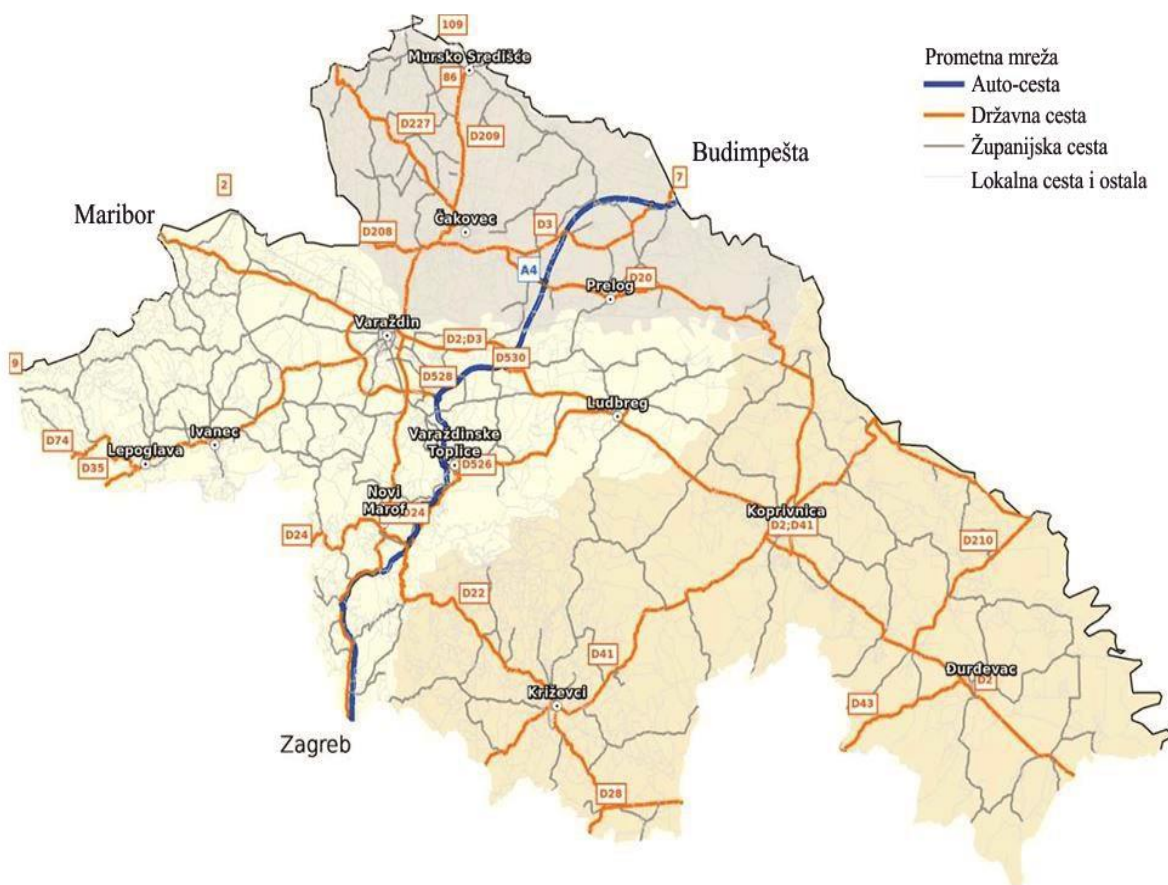 109
Mursko Središće
86
D227
D209
Prometna mreža
Auto-cesta
Državna cesta
Županijska cesta
Lokalna cesta i ostala
Budimpešta
7
2
Maribor
Čakovec
D208
D3
A4
D20
Prelog
Varaždin
D2;D3
D530
9
D528
Ludbreg
D74
Ivanec
Lepoglava
D35
Varaždinske
Toplice
D526
Novi
Marof
D24
D24
Koprivnica
D2;D41
D210
D22
D41
Križevci
Đurđevac
D2
D43
Zagreb
D28